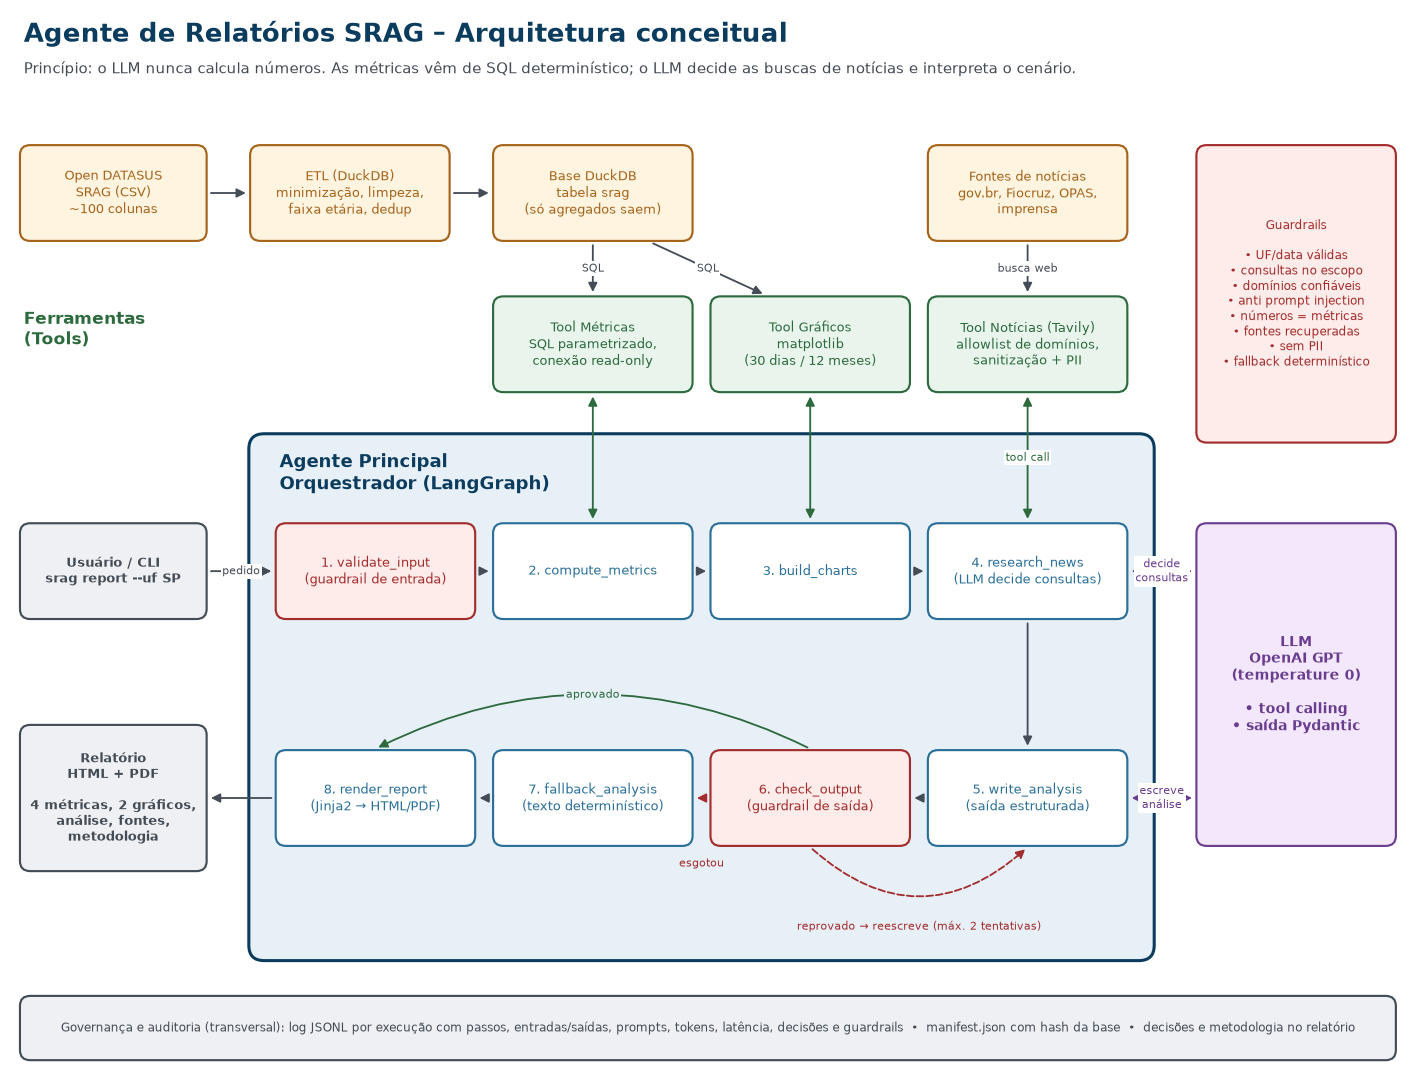 Agente de Relatórios SRAG – Arquitetura conceitual
Princípio: o LLM nunca calcula números. As métricas vêm de SQL determinístico; o LLM decide as buscas de notícias e interpreta o cenário.
Open DATASUS
SRAG (CSV)
~100 colunas
ETL (DuckDB)
minimização, limpeza,
faixa etária, dedup
Base DuckDB
tabela srag
(só agregados saem)
Fontes de notícias
gov.br, Fiocruz, OPAS,
imprensa
Guardrails
• UF/data válidas
• consultas no escopo
• domínios confiáveis
• anti prompt injection
• números = métricas
• fontes recuperadas
• sem PII
• fallback determinístico
SQL
SQL
busca web
Ferramentas
(Tools)
Tool Métricas
SQL parametrizado,
conexão read-only
Tool Gráficos
matplotlib
(30 dias / 12 meses)
Tool Notícias (Tavily)
allowlist de domínios,
sanitização + PII
Agente Principal
Orquestrador (LangGraph)
tool call
Usuário / CLI
srag report --uf SP
pedido
1. validate_input
(guardrail de entrada)
2. compute_metrics
3. build_charts
4. research_news
(LLM decide consultas)
decide
consultas
LLM
OpenAI GPT
(temperature 0)
• tool calling
• saída Pydantic
aprovado
Relatório
HTML + PDF
4 métricas, 2 gráficos,
análise, fontes,
metodologia
8. render_report
(Jinja2 → HTML/PDF)
7. fallback_analysis
(texto determinístico)
6. check_output
(guardrail de saída)
5. write_analysis
(saída estruturada)
escreve
análise
esgotou
reprovado → reescreve (máx. 2 tentativas)
Governança e auditoria (transversal): log JSONL por execução com passos, entradas/saídas, prompts, tokens, latência, decisões e guardrails • manifest.json com hash da base • decisões e metodologia no relatório